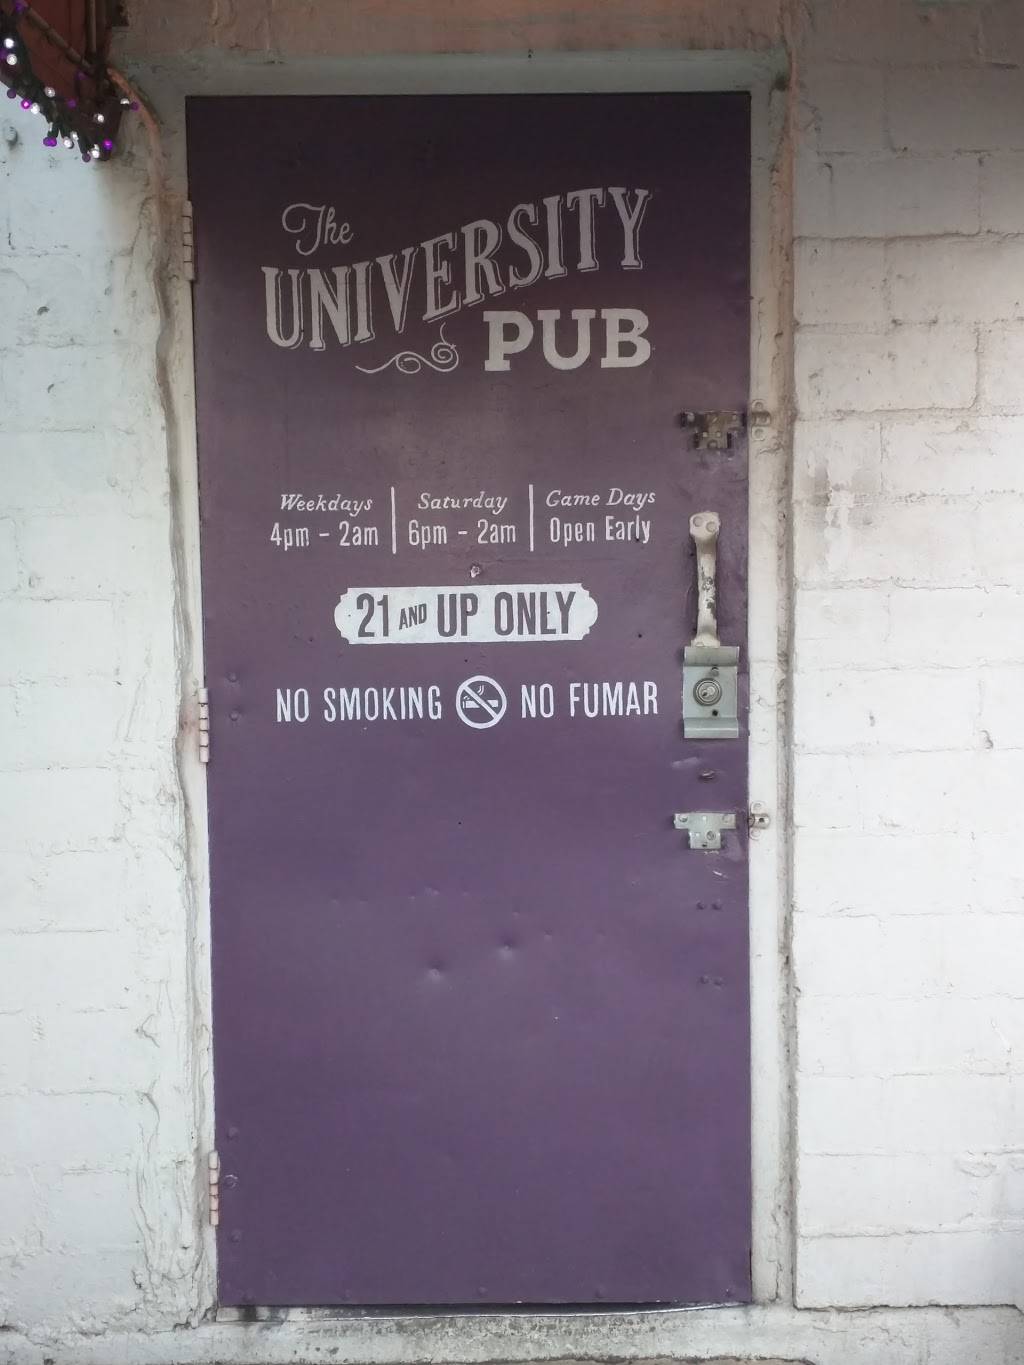 The
UNIVERSITY
PUB
Weekdays
4pm - 2am
Saturday
6pm - 2am
Game Days
Open Early
21 AND UP ONLY
NO SMOKING NO FUMAR